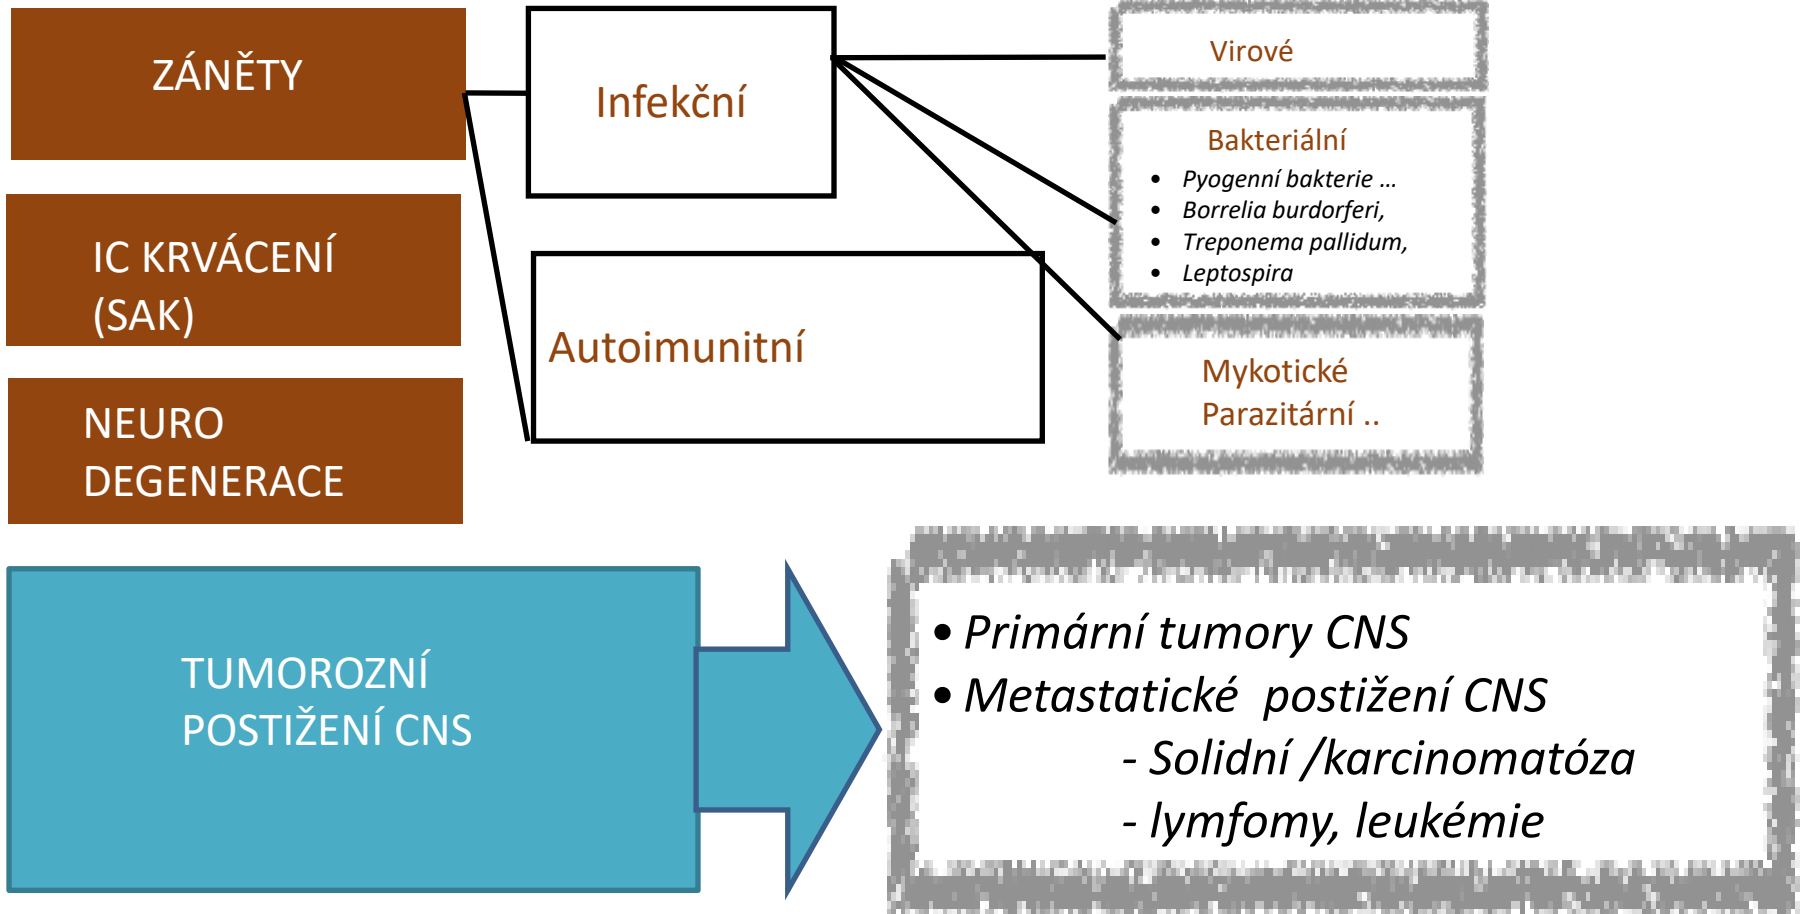 ZÁNĚTY
IC KRVÁCENÍ
(SAK)
NEURO
DEGENERACE
Infekční
Autoimunitní
Virové
Bakteriální
• Pyogenní bakterie ...
• Borrelia burdorferi,
• Treponema pallidum,
• Leptospira
Mykotické
Parazitární ..
TUMOROZNÍ
POSTIŽENÍ CNS
• Primární tumory CNS
• Metastatické postižení CNS
- Solidní /karcinomatóza
- lymfomy, leukémie